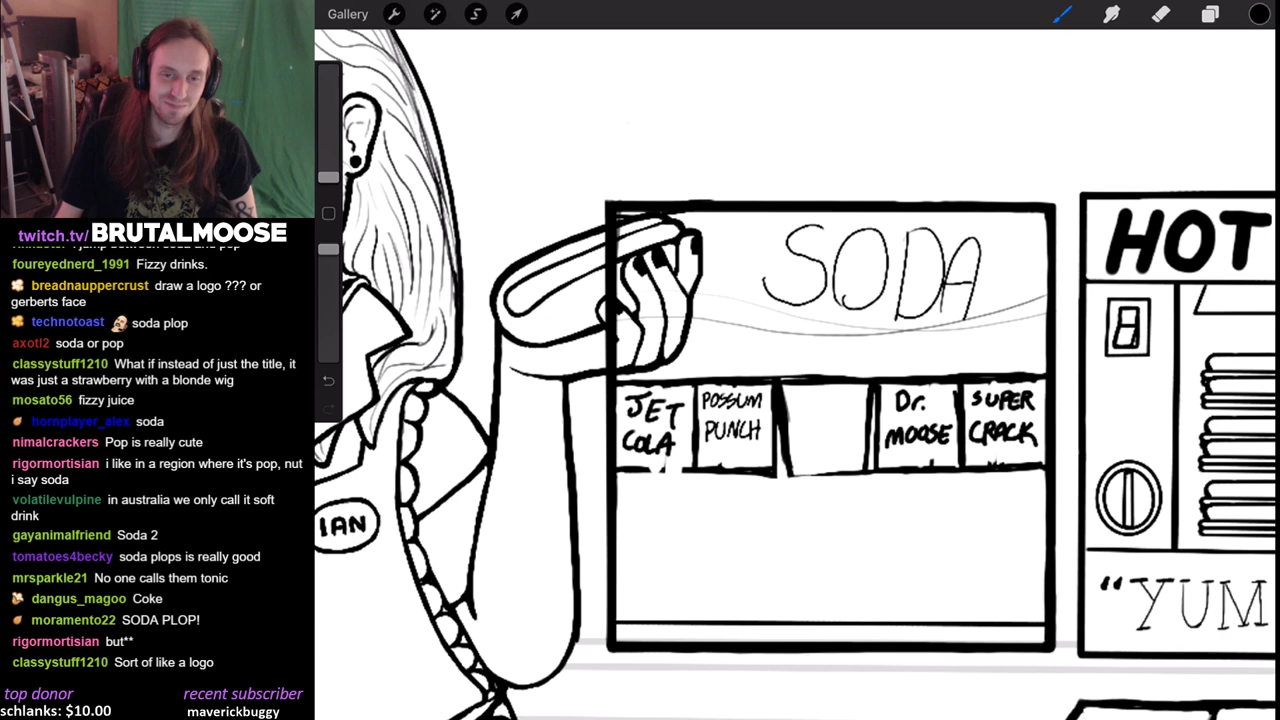 Gallery
twitch.tv/BRUTALMOOSE
foureyednerd_1991 Fizzy drinks.
breadnauppercrust draw a logo ??? or
gerberts face
technotoast soda plop
axotl2 soda or pop
classystuff1210 What if instead of just the title, it
was just a strawberry with a blonde wig
mosato56 fizzy juice
hornplayer_alex soda
nimalcrackers Pop is really cute
rigormortisian i like in a region where it's pop, nut
i say soda
volatilevulpine in australia we only call it soft
drink
gayanimalfriend Soda 2
tomatoes4becky soda plops is really good
mrsparkle21 No one calls them tonic
dangus_magoo Coke
moramento22 SODA PLOP!
rigormortisian but**
classystuff1210 Sort of like a logo
top donor
schlanks: $10.00
recent subscriber
maverickbuggy
IAN
SODA
JET
COLA
POSSUM
PUNCH
Dr.
MOOSE
SUPER
CRACK
HOT
"YUM